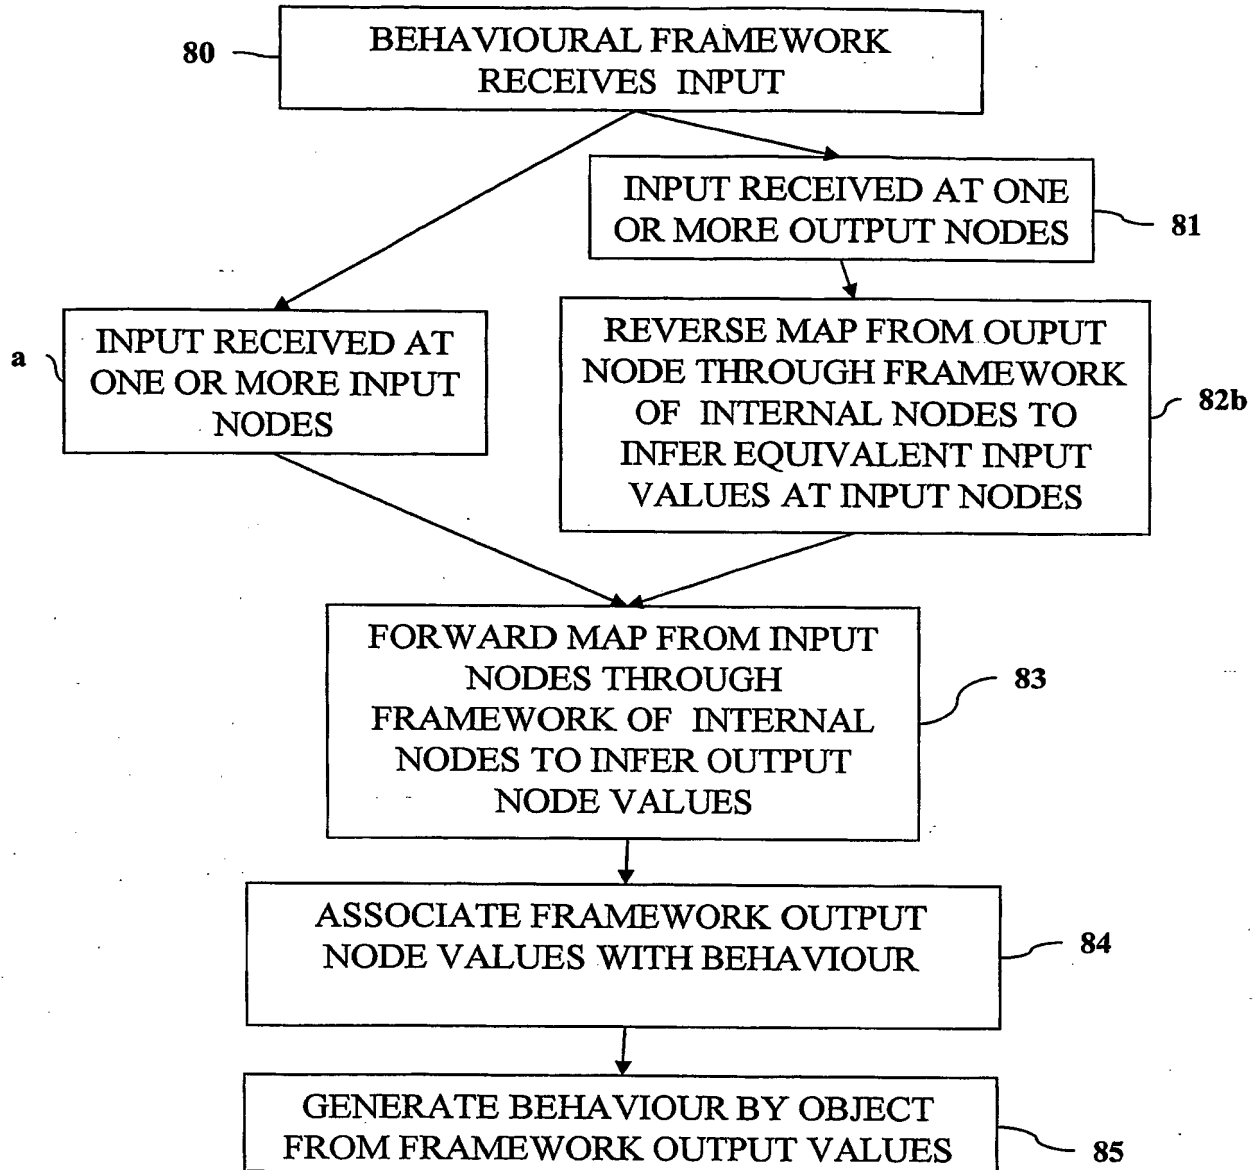 80
BEHAVIOURAL FRAMEWORK
RECEIVES INPUT
INPUT RECEIVED AT ONE
OR MORE OUTPUT NODES
81
a
INPUT RECEIVED AT
ONE OR MORE INPUT
NODES
REVERSE MAP FROM OUPUT
NODE THROUGH FRAMEWORK
OF INTERNAL NODES TO
INFER EQUIVALENT INPUT
VALUES AT INPUT NODES
82b
FORWARD MAP FROM INPUT
NODES THROUGH
FRAMEWORK OF INTERNAL
NODES TO INFER OUTPUT
NODE VALUES
83
ASSOCIATE FRAMEWORK OUTPUT
NODE VALUES WITH BEHAVIOUR
84
GENERATE BEHAVIOUR BY OBJECT
FROM FRAMEWORK OUTPUT VALUES
85